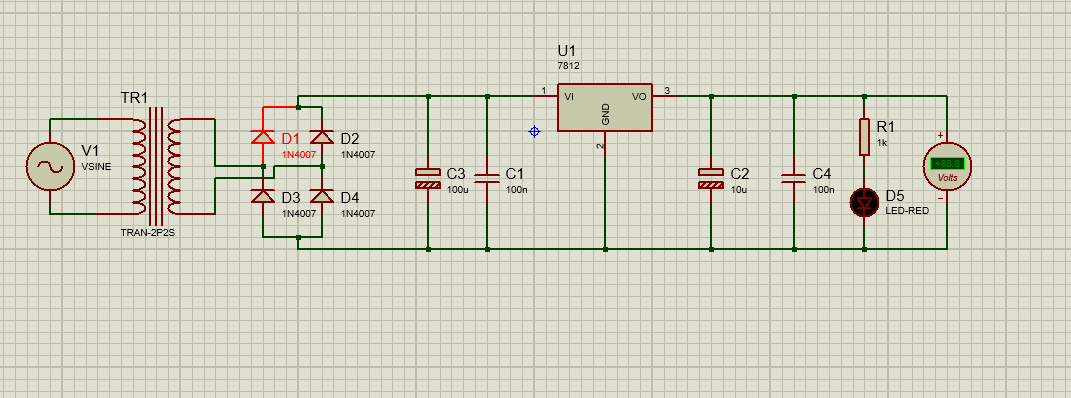 U1
7812
1
VI
VO
3
GND
2
TR1
TRAN-2P2S
V1
VSINE
D1
1N4007
D2
1N4007
D3
1N4007
D4
1N4007
C3
100u
C1
100n
C2
10u
C4
100n
R1
1k
D5
LED-RED
+
+88.8
Volts
-